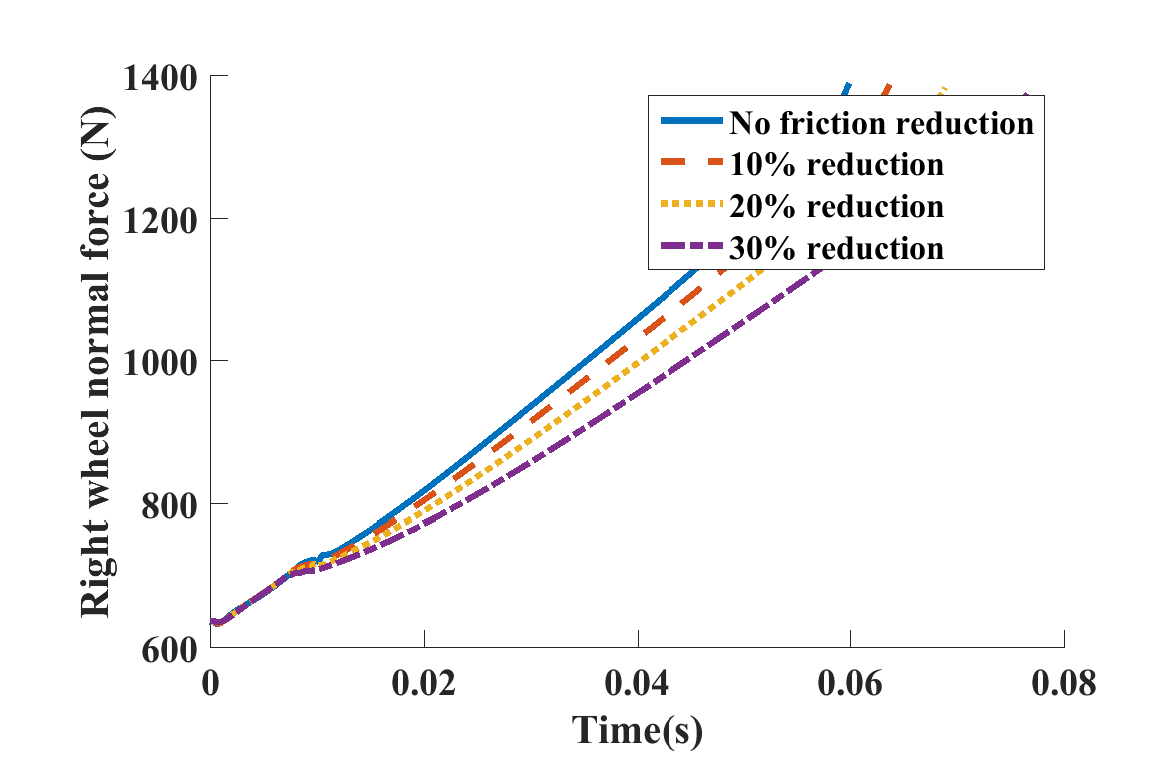 1400
1200
1000
800
600
Right wheel normal force (N)
No friction reduction
10% reduction
20% reduction
30% reduction
0
0.02
0.04
0.06
0.08
Time(s)